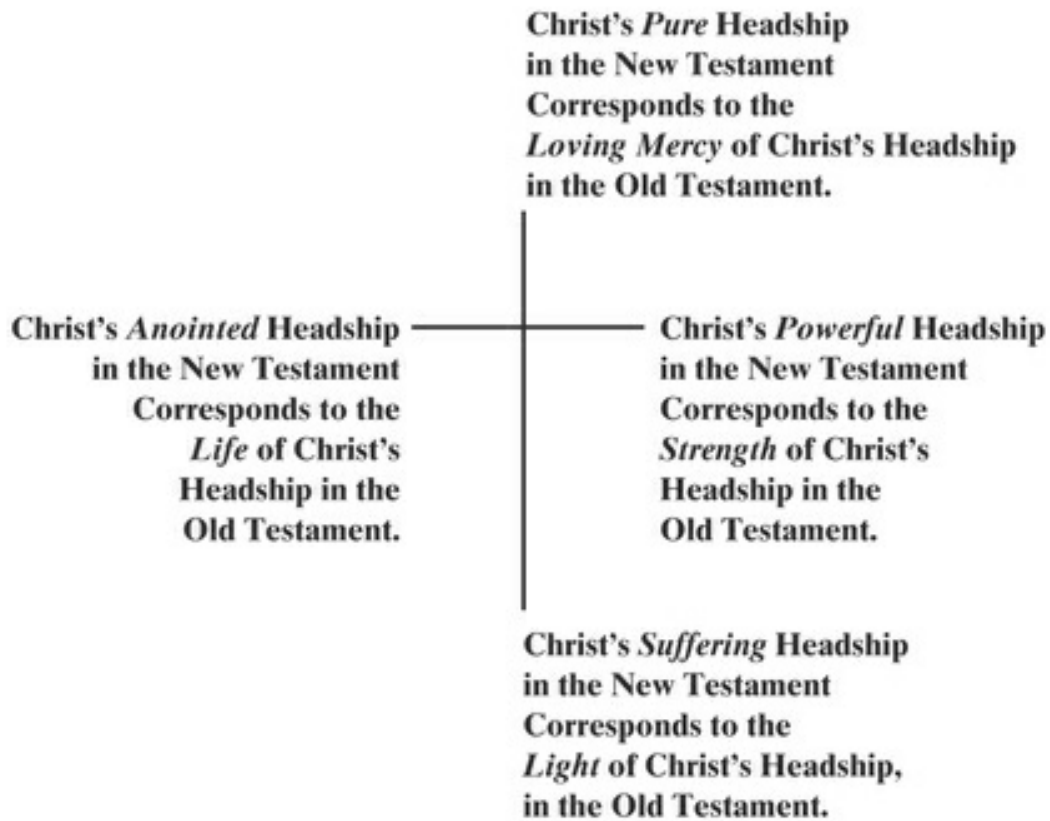 Christ's Pure Headship
in the New Testament
Corresponds to the
Loving Mercy of Christ's Headship
in the Old Testament.
Christ's Anointed Headship
in the New Testament
Corresponds to the
Life of Christ's
Headship in the
Old Testament.
Christ's Powerful Headship
in the New Testament
Corresponds to the
Strength of Christ's
Headship in the
Old Testament.
Christ's Suffering Headship
in the New Testament
Corresponds to the
Light of Christ's Headship,
in the Old Testament.